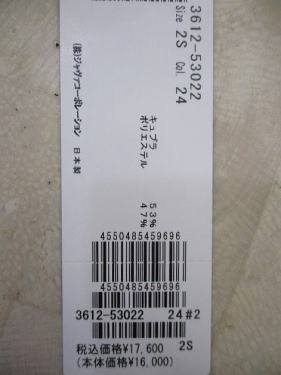 3612-53022
Size 2S Col. 24
キュプラ 53%
ポリエステル 47%
(株)ジャヴァコーポレーション 日本製
4550485459696
4550485459696
3612-53022 24#2
税込価格¥17,600 2S
(本体価格¥16,000)